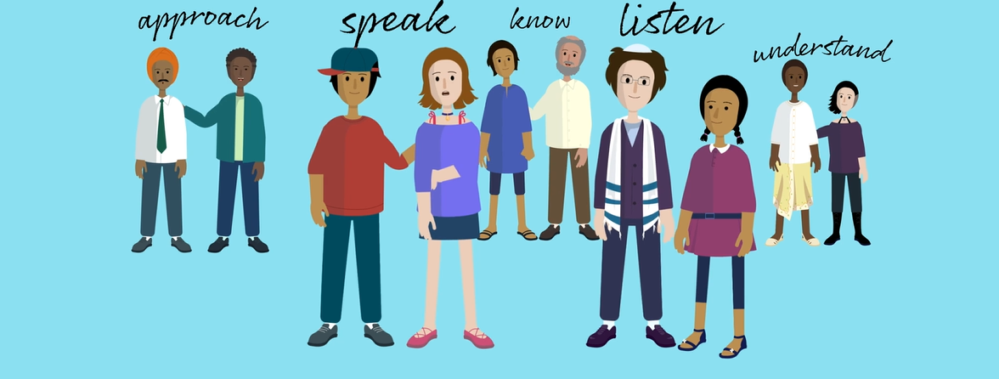 approach
speak
know
listen
understand